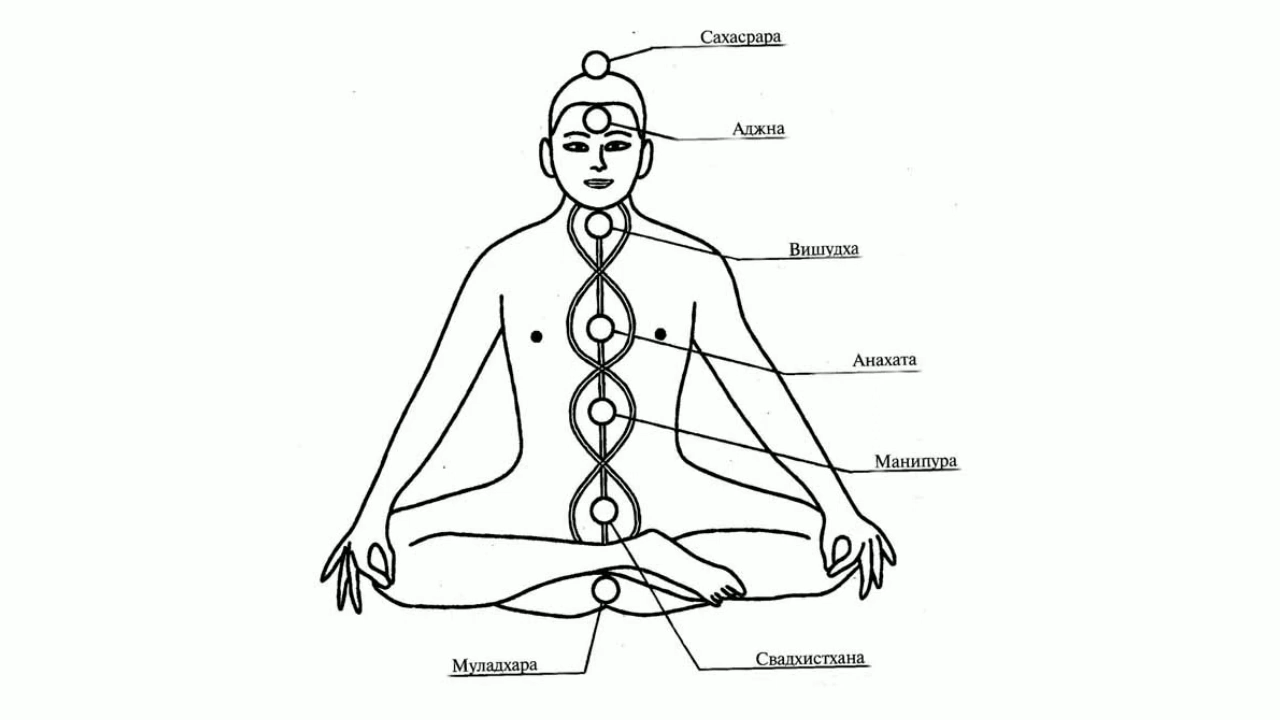 Сахасрара
Аджна
Вишудха
Анахата
Манипура
Муладхара
Свадхистхана